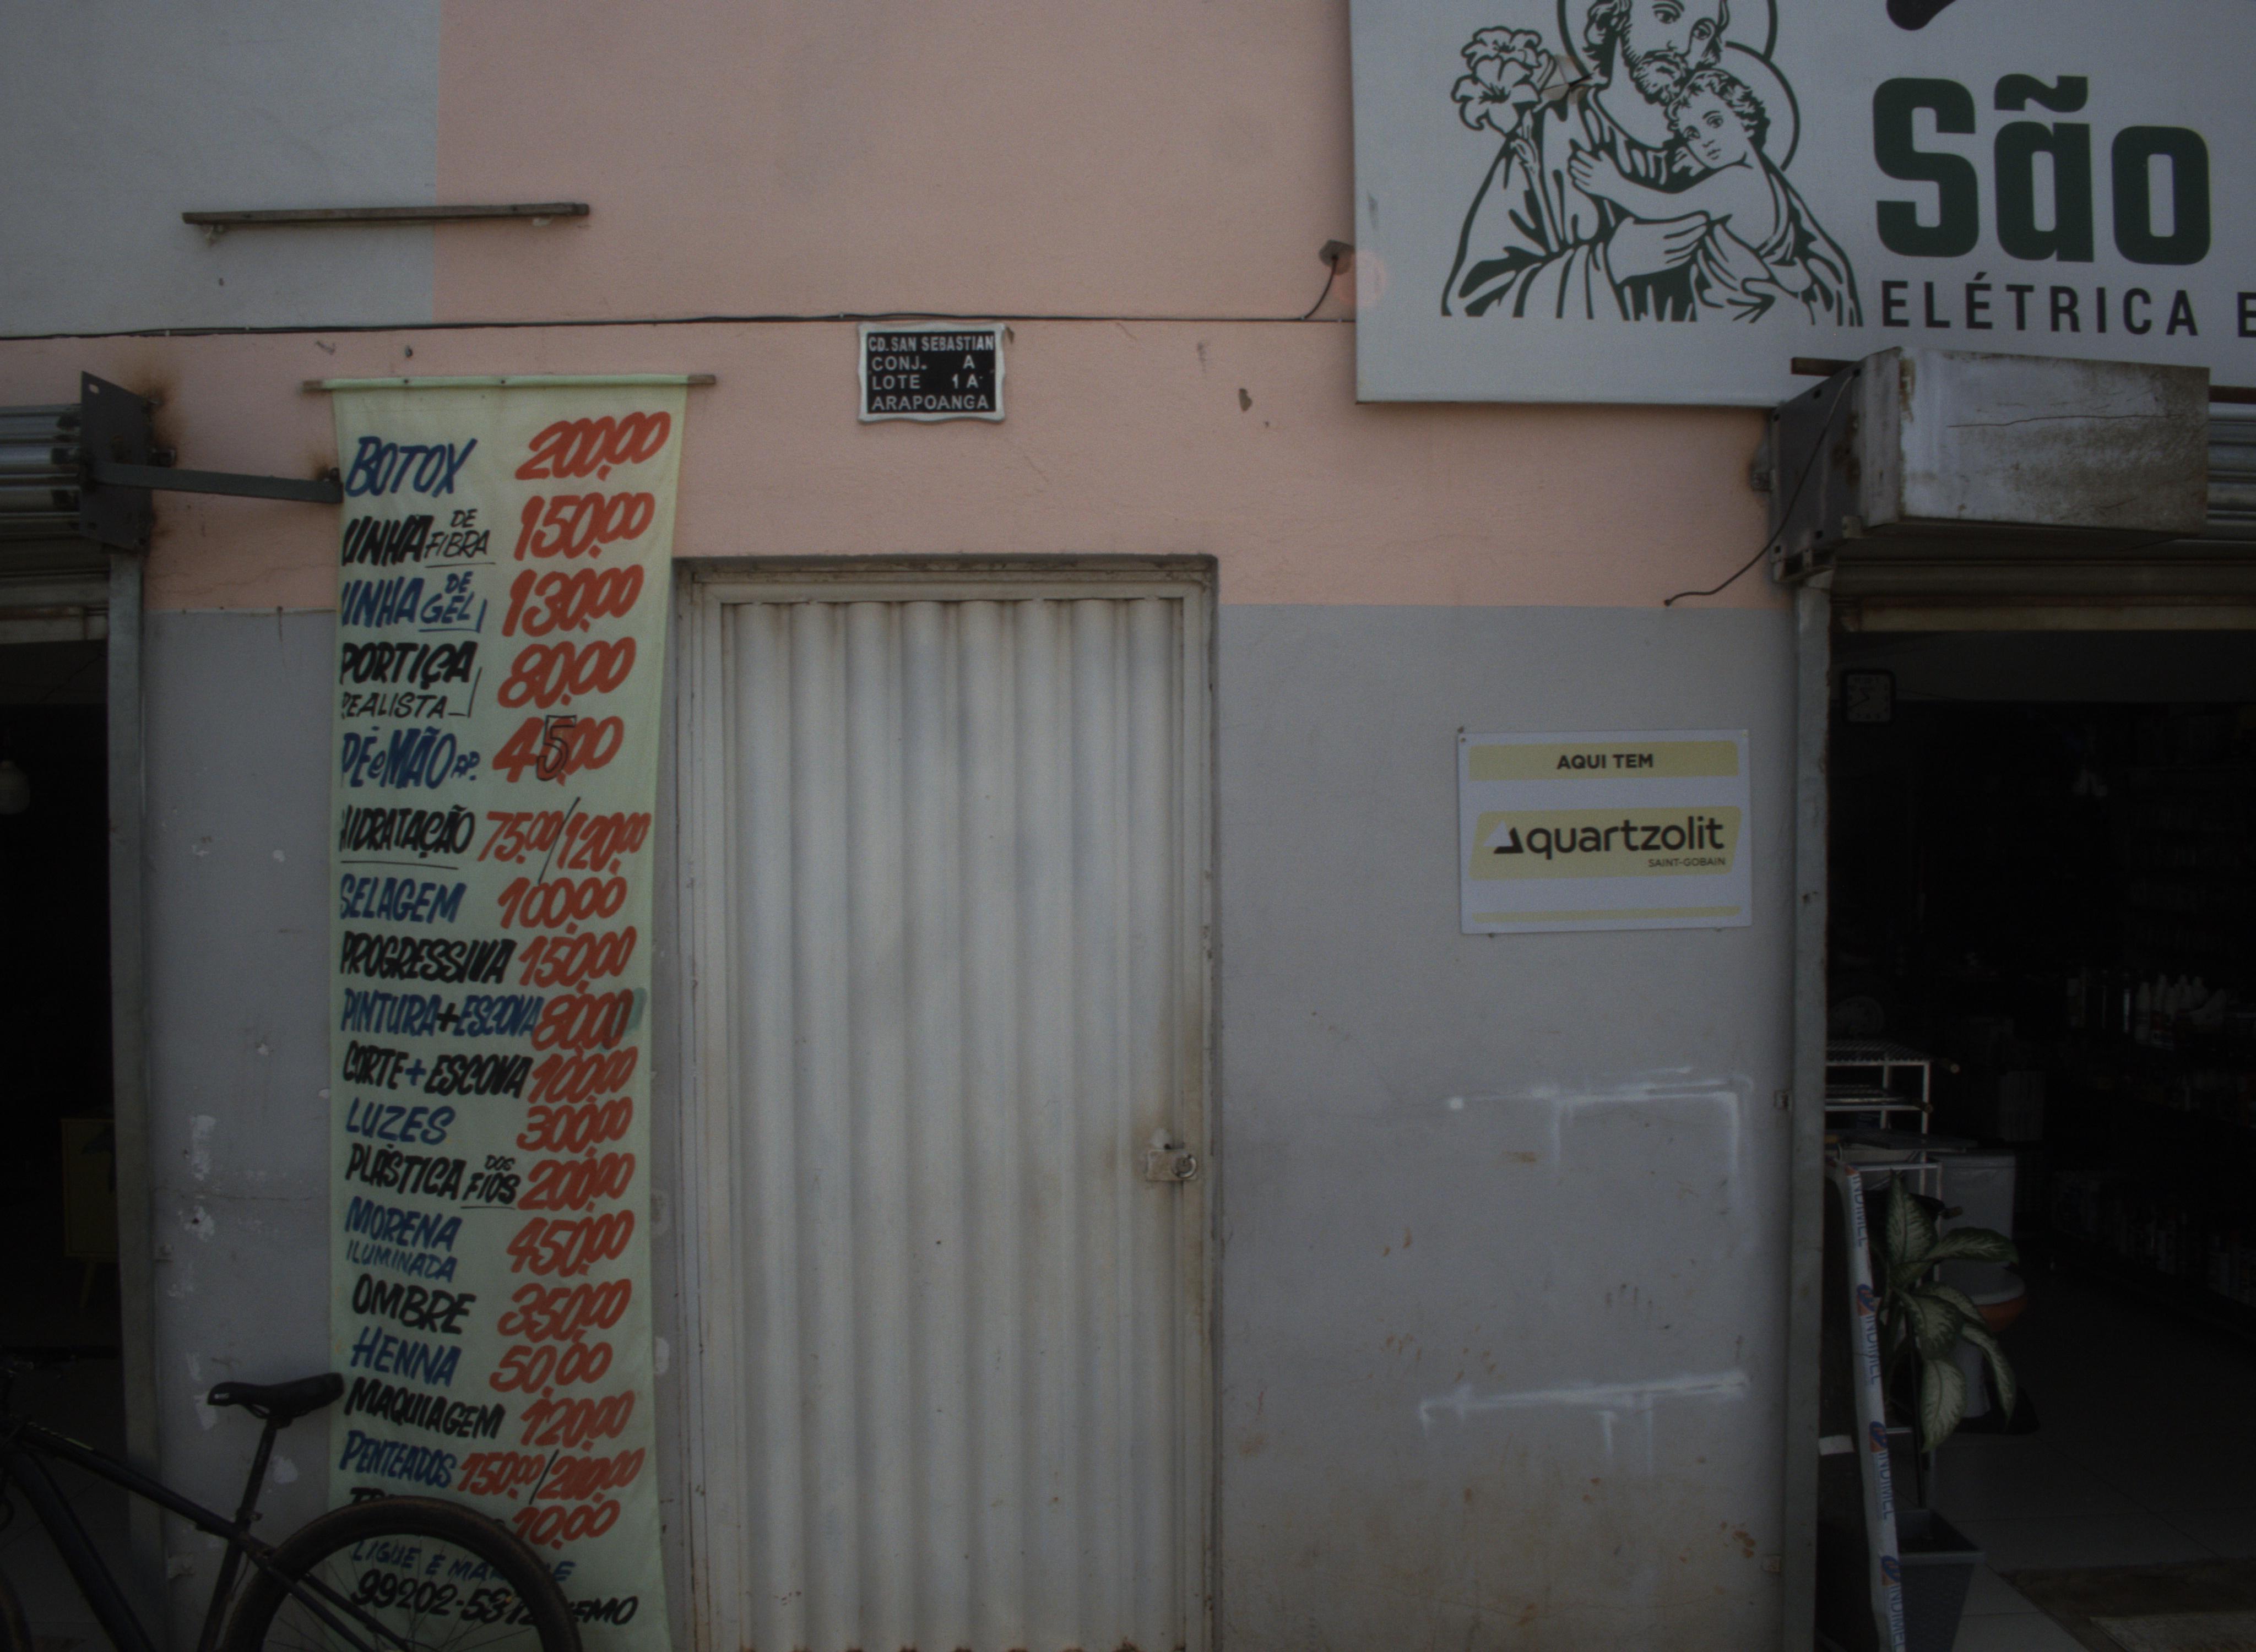 São
ELÉTRICA E
CD. SAN SEBASTIAN
CONJ. A
LOTE 1 A
ARAPOANGA
BOTOX 200,00
UNHA DE FIBRA 150,00
UNHA DE GEL 130,00
PORTIÇA REALISTA 80,00
PÉ e MÃO AP. 45,00
HIDRATAÇÃO 75,00/120,00
SELAGEM 100,00
PROGRESSIVA 150,00
PINTURA+ESCOVA 80,00
CORTE+ESCOVA 100,00
LUZES 300,00
PLÁSTICA DOS FIOS 200,00
MORENA ILUMINADA 450,00
OMBRE 350,00
HENNA 50,00
MAQUIAGEM 120,00
PENTEADOS 150,00/200,00
10,00
LIGUE E
99202-53
AQUI TEM
quartzolit
SAINT-GOBAIN